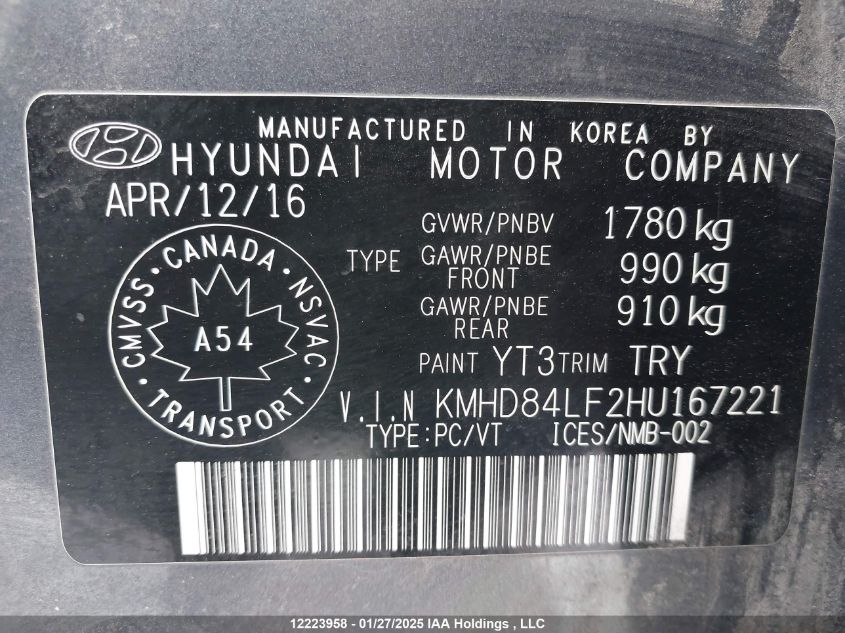 MANUFACTURED IN KOREA BY
HYUNDAI MOTOR COMPANY
APR/12/16
GVWR/PNBV 1780 kg
TYPE GAWR/PNBE FRONT 990 kg
GAWR/PNBE REAR 910 kg
PAINT YT3 TRIM TRY
V.I.N KMHD84LF2HU167221
TYPE:PC/VT ICES/NMB-002
CMVSS • CANADA • NSVAC • TRANSPORT •
A54
12223958 - 01/27/2025 IAA Holdings , LLC